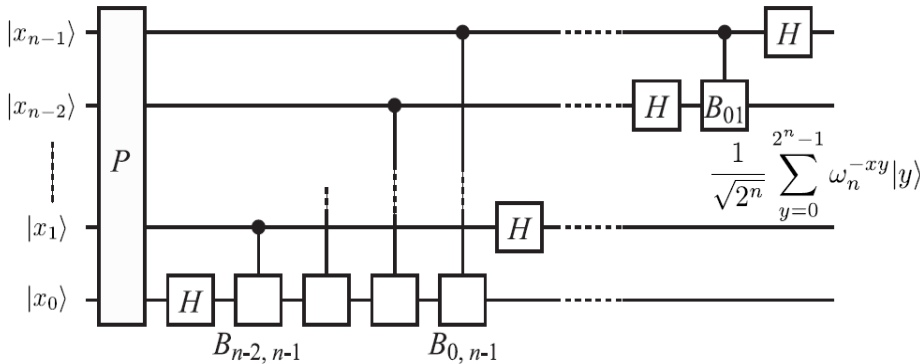 |x_{n−1}⟩ H
|x_{n−2}⟩ H B_{01}
P
\frac{1}{\sqrt{2^n}} \sum_{y=0}^{2^n−1} ω_n^{−xy}|y⟩
|x_1⟩ H
|x_0⟩ H
B_{n-2, n-1} B_{0, n-1}